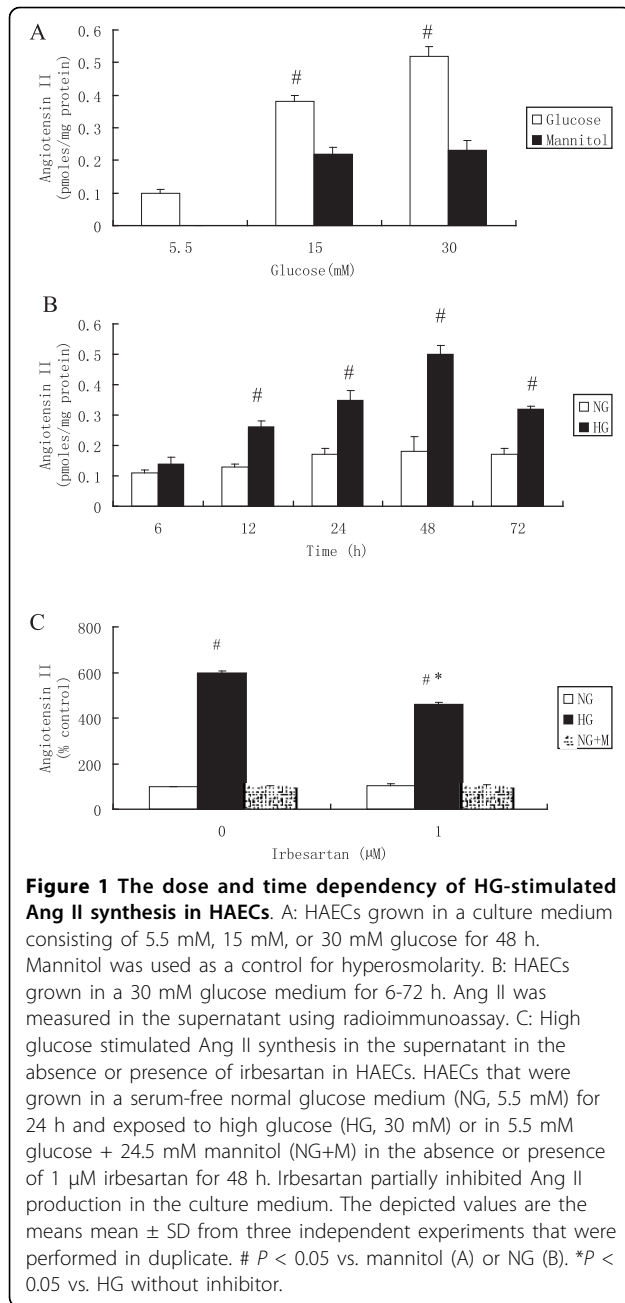 A
Angiotensin II
(pmoles/mg protein)
0.6
0.5
0.4
0.3
0.2
0.1
0
#
#
Glucose
Mannitol
5.5
15
30
Glucose(mM)
B
Angiotensin II
(pmoles/mg protein)
0.6
0.5
0.4
0.3
0.2
0.1
0
#
#
#
#
NG
HG
6
12
24
48
72
Time (h)
C
Angiotensin II
(% control)
800
600
400
200
0
#
# *
NG
HG
NG+M
0
1
Irbesartan (μM)
Figure 1 The dose and time dependency of HG-stimulated
Ang II synthesis in HAECs. A: HAECs grown in a culture medium
consisting of 5.5 mM, 15 mM, or 30 mM glucose for 48 h.
Mannitol was used as a control for hyperosmolarity. B: HAECs
grown in a 30 mM glucose medium for 6-72 h. Ang II was
measured in the supernatant using radioimmunoassay. C: High
glucose stimulated Ang II synthesis in the supernatant in the
absence or presence of irbesartan in HAECs. HAECs that were
grown in a serum-free normal glucose medium (NG, 5.5 mM) for
24 h and exposed to high glucose (HG, 30 mM) or in 5.5 mM
glucose + 24.5 mM mannitol (NG+M) in the absence or presence
of 1 μM irbesartan for 48 h. Irbesartan partially inhibited Ang II
production in the culture medium. The depicted values are the
means mean ± SD from three independent experiments that were
performed in duplicate. # P < 0.05 vs. mannitol (A) or NG (B). *P <
0.05 vs. HG without inhibitor.